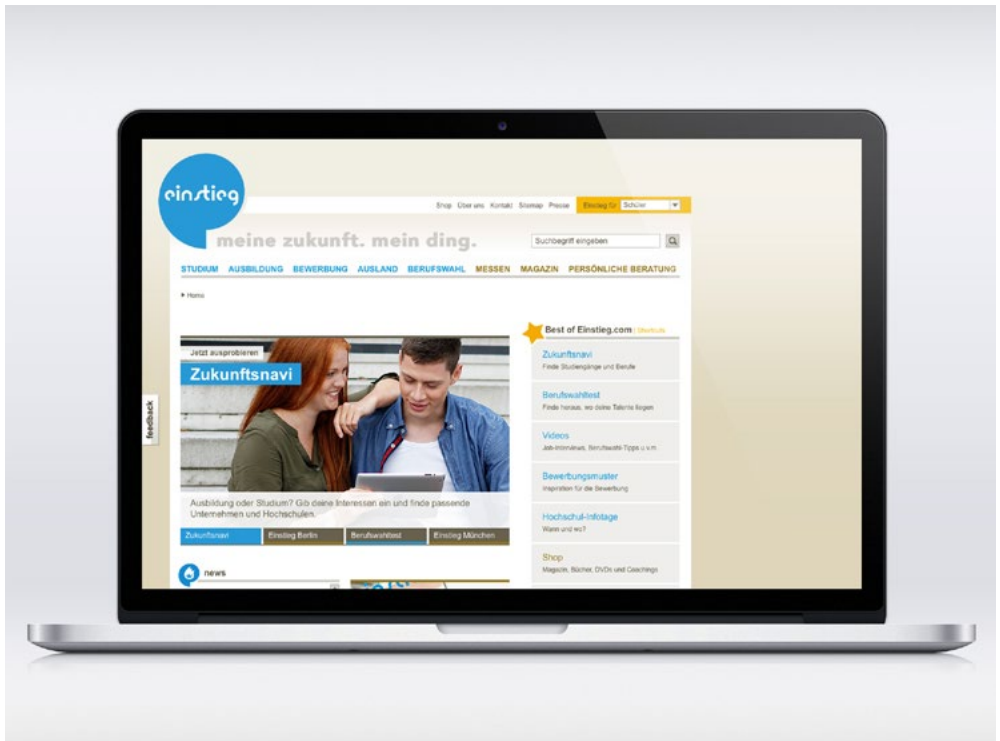 einstieg
Shop Über uns Kontakt Sitemap Presse Einstieg für Schüler
meine zukunft. mein ding.
Suchbegriff eingeben
STUDIUM AUSBILDUNG BEWERBUNG AUSLAND BERUFSWAHL MESSEN MAGAZIN PERSÖNLICHE BERATUNG
Home
Jetzt ausprobieren
Zukunftsnavi
Ausbildung oder Studium? Gib deine Interessen ein und finde passende
Unternehmen und Hochschulen.
Zukunftsnavi Einstieg Berlin Berufswahltest Einstieg München
news
feedback
Best of Einstieg.com
Zukunftsnavi
Finde Studiengänge und Berufe
Berufswahltest
Finde heraus, wo deine Talente liegen
Videos
Job-Interviews, Berufswahl-Tipps u.v.m.
Bewerbungsmuster
Inspiration für die Bewerbung
Hochschul-Infotage
Wann und wo?
Shop
Magazin, Bücher, DVDs und Coachings